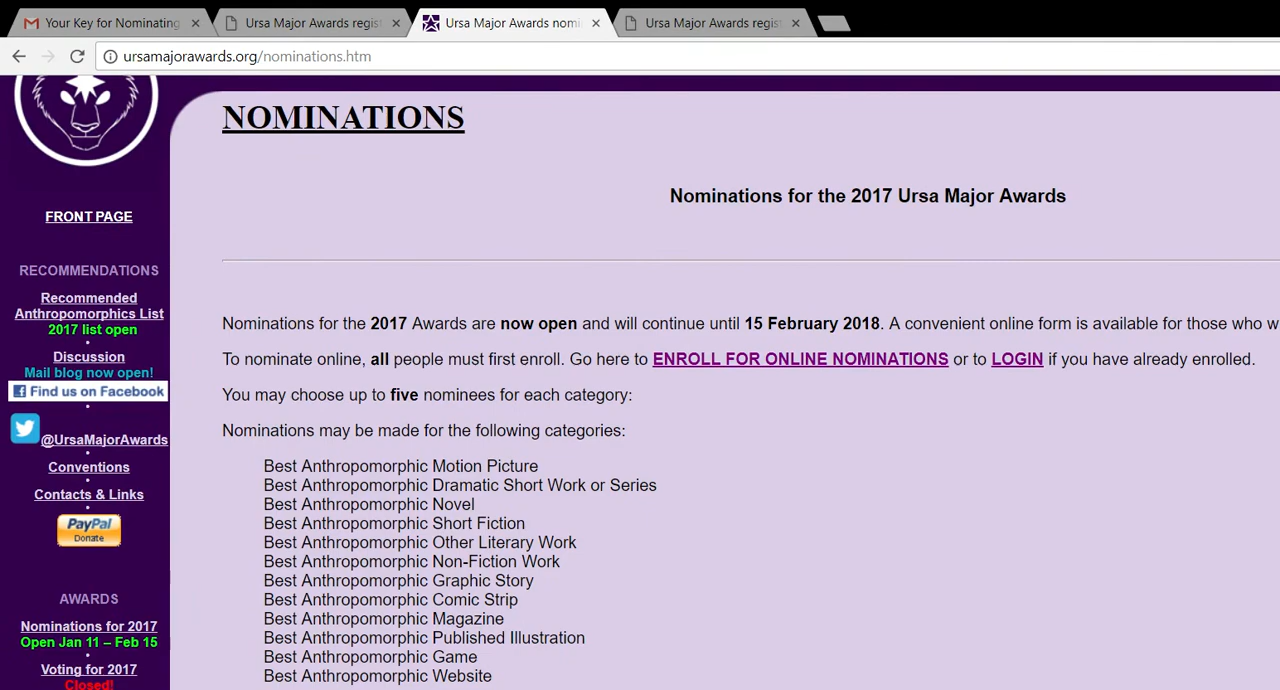 Your Key for Nominating
Ursa Major Awards regis
Ursa Major Awards nomi
Ursa Major Awards regis
ursamajorawards.org/nominations.htm
NOMINATIONS
Nominations for the 2017 Ursa Major Awards
FRONT PAGE
RECOMMENDATIONS
Recommended
Anthropomorphics List
2017 list open
Discussion
Mail blog now open!
Find us on Facebook
@UrsaMajorAwards
Conventions
Contacts & Links
PayPal
Donate
AWARDS
Nominations for 2017
Open Jan 11 – Feb 15
Voting for 2017
Closed!
Nominations for the 2017 Awards are now open and will continue until 15 February 2018. A convenient online form is available for those who w
To nominate online, all people must first enroll. Go here to ENROLL FOR ONLINE NOMINATIONS or to LOGIN if you have already enrolled.
You may choose up to five nominees for each category:
Nominations may be made for the following categories:
Best Anthropomorphic Motion Picture
Best Anthropomorphic Dramatic Short Work or Series
Best Anthropomorphic Novel
Best Anthropomorphic Short Fiction
Best Anthropomorphic Other Literary Work
Best Anthropomorphic Non-Fiction Work
Best Anthropomorphic Graphic Story
Best Anthropomorphic Comic Strip
Best Anthropomorphic Magazine
Best Anthropomorphic Published Illustration
Best Anthropomorphic Game
Best Anthropomorphic Website